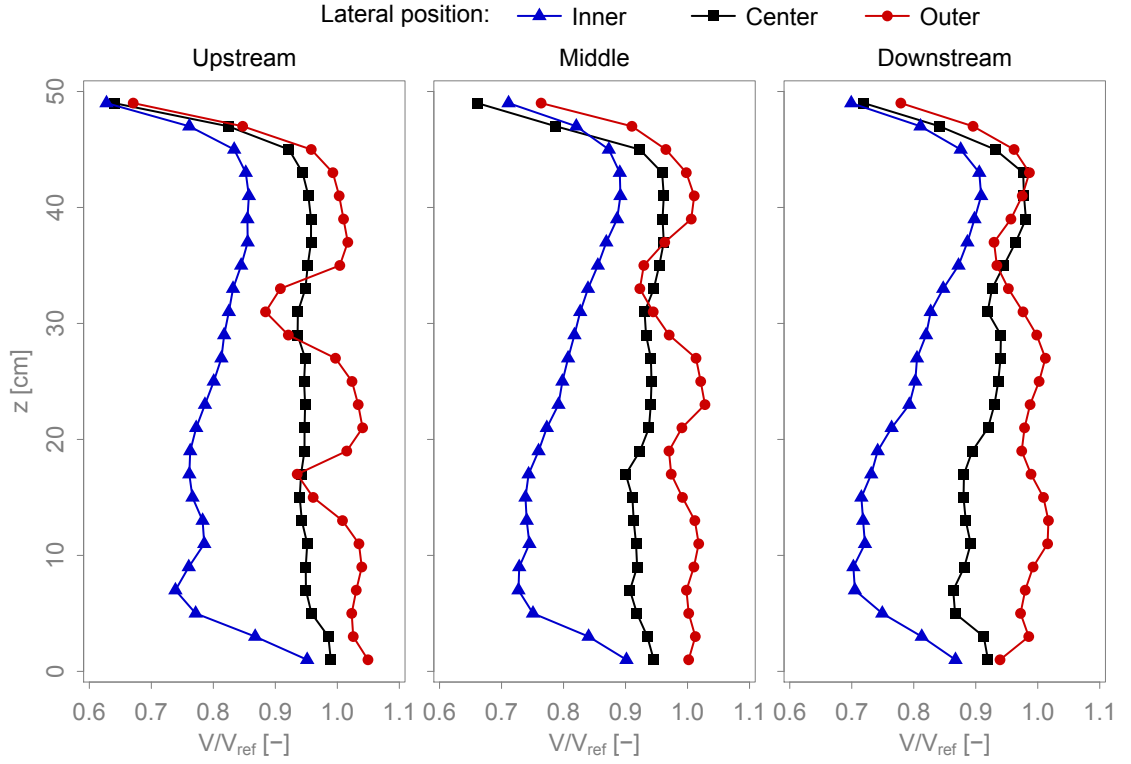 Lateral position: Inner Center Outer
Upstream Middle Downstream
50
40
30
20
10
0
z [cm]
0.6 0.7 0.8 0.9 1.0 1.1 0.6 0.7 0.8 0.9 1.0 1.1 0.6 0.7 0.8 0.9 1.0 1.1
V/Vref [−] V/Vref [−] V/Vref [−]